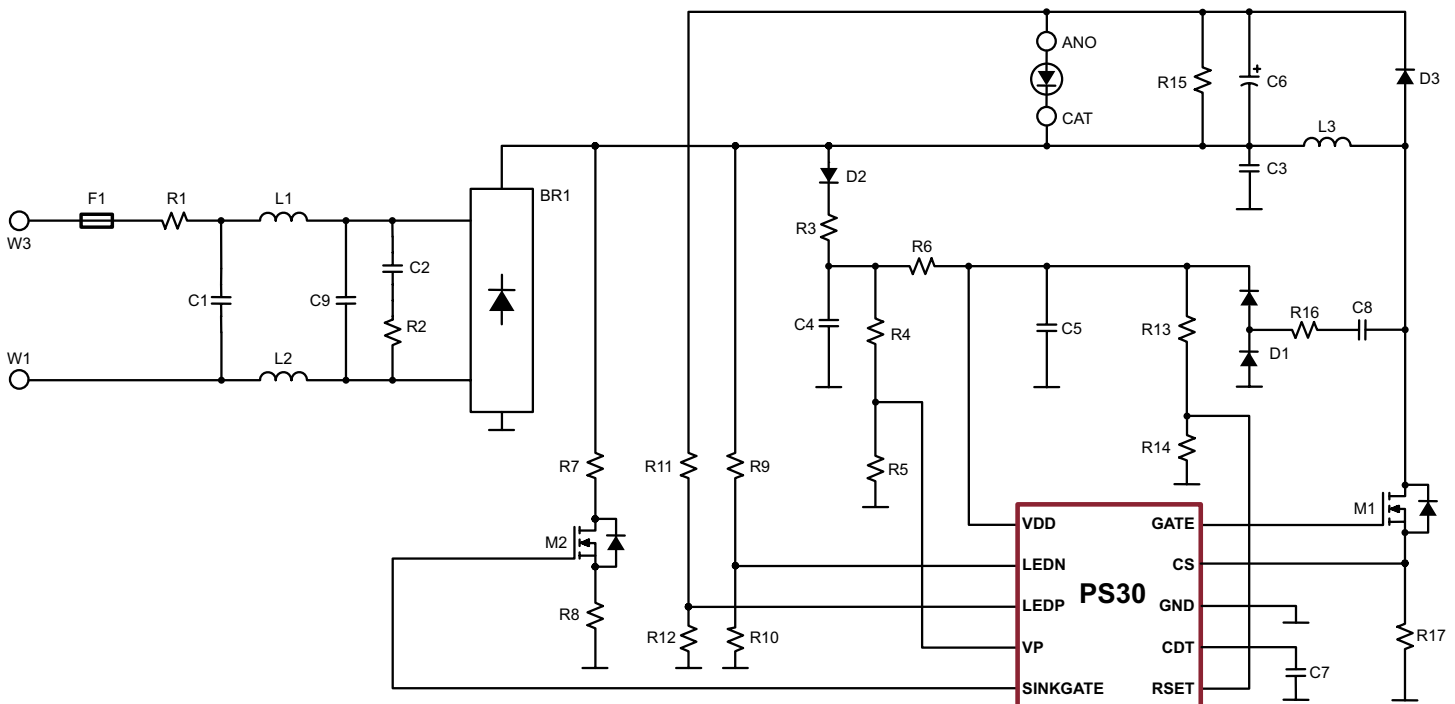 ANO
R15
C6
+
D3
CAT
L3
C3
D2
F1
R1
L1
BR1
W3
R3
R6
C2
C1
C9
R2
C4
R4
C5
R13
R16
C8
D1
W1
L2
R7
R11
R9
R5
R14
M1
M2
VDD
GATE
LEDN
CS
PS30
LEDP
GND
R8
R12
R10
R17
VP
CDT
C7
SINKGATE
RSET